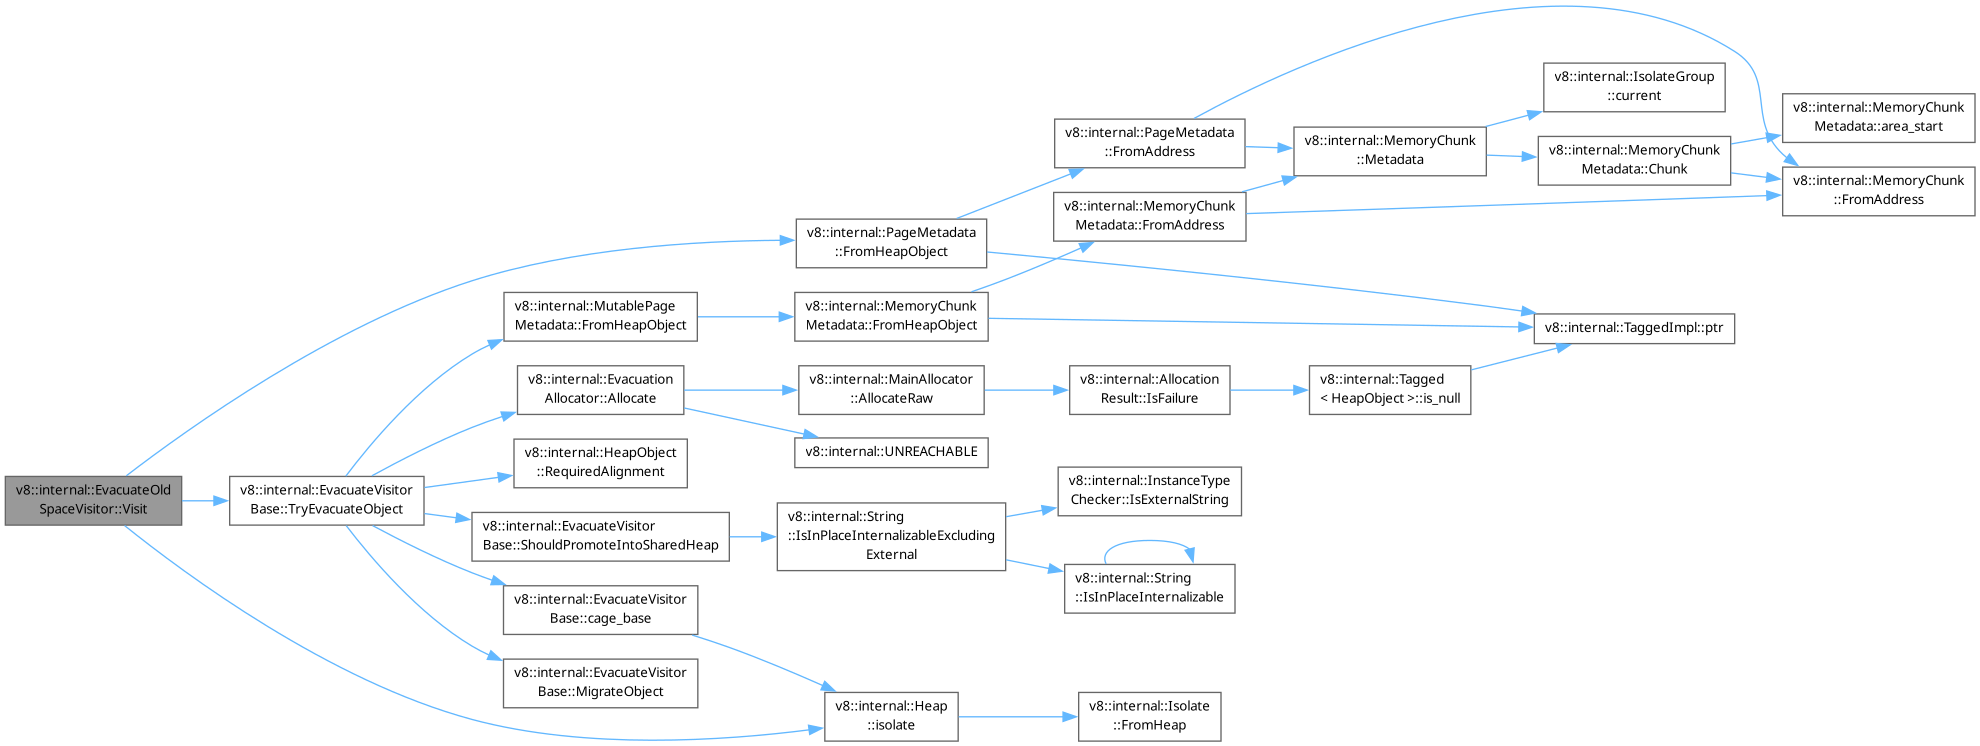 v8::internal::EvacuateOld
SpaceVisitor::Visit
v8::internal::EvacuateVisitor
Base::TryEvacuateObject
v8::internal::MutablePage
Metadata::FromHeapObject
v8::internal::Evacuation
Allocator::Allocate
v8::internal::HeapObject
::RequiredAlignment
v8::internal::EvacuateVisitor
Base::ShouldPromoteIntoSharedHeap
v8::internal::EvacuateVisitor
Base::cage_base
v8::internal::EvacuateVisitor
Base::MigrateObject
v8::internal::PageMetadata
::FromHeapObject
v8::internal::MemoryChunk
Metadata::FromHeapObject
v8::internal::MainAllocator
::AllocateRaw
v8::internal::UNREACHABLE
v8::internal::String
::IsInPlaceInternalizableExcluding
External
v8::internal::Heap
::isolate
v8::internal::PageMetadata
::FromAddress
v8::internal::MemoryChunk
Metadata::FromAddress
v8::internal::Allocation
Result::IsFailure
v8::internal::InstanceType
Checker::IsExternalString
v8::internal::String
::IsInPlaceInternalizable
v8::internal::Isolate
::FromHeap
v8::internal::MemoryChunk
::Metadata
v8::internal::Tagged
< HeapObject >::is_null
v8::internal::IsolateGroup
::current
v8::internal::MemoryChunk
Metadata::Chunk
v8::internal::TaggedImpl::ptr
v8::internal::MemoryChunk
Metadata::area_start
v8::internal::MemoryChunk
::FromAddress